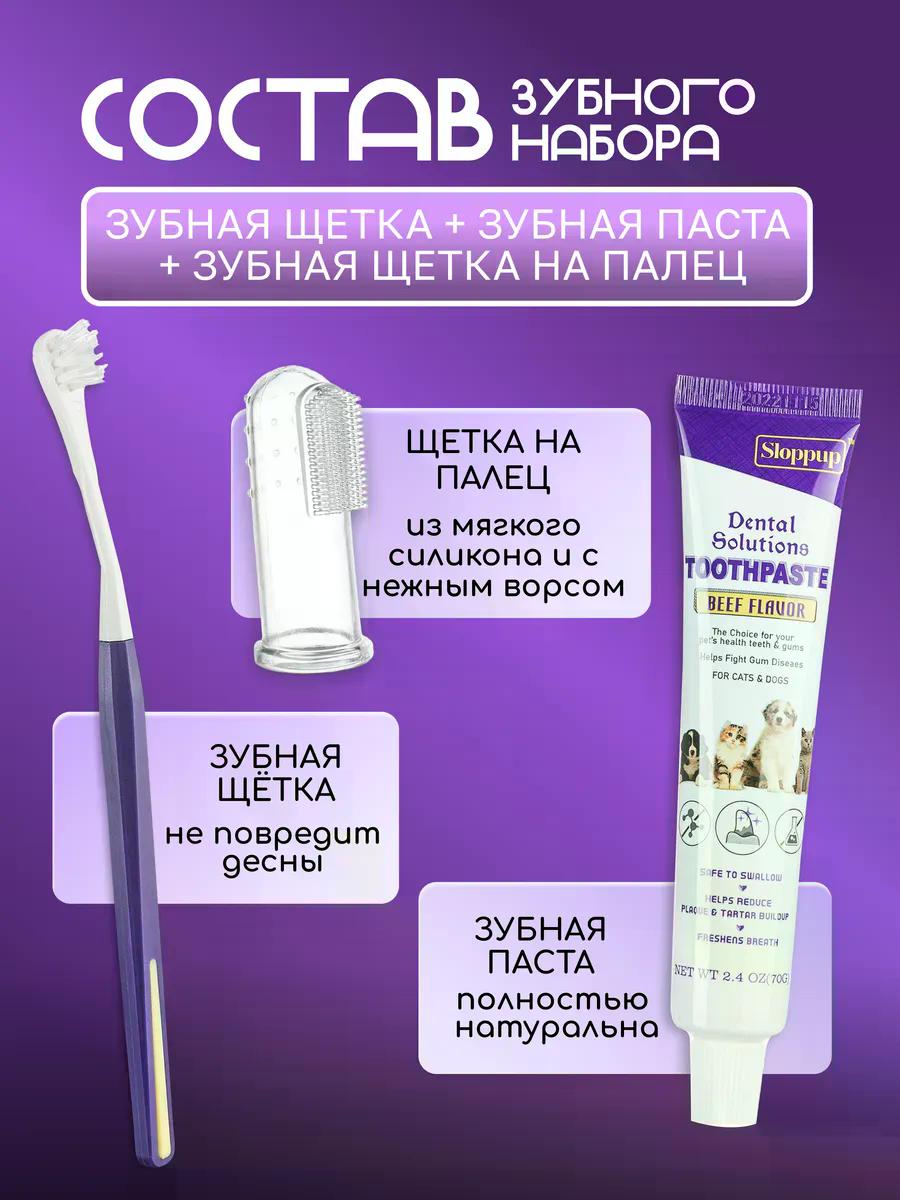 СОСТАВ ЗУБНОГО
НАБОРА
ЗУБНАЯ ЩЕТКА + ЗУБНАЯ ПАСТА
+ ЗУБНАЯ ЩЕТКА НА ПАЛЕЦ
ЩЕТКА НА
ПАЛЕЦ
из мягкого
силикона и с
нежным ворсом
ЗУБНАЯ
ЩЁТКА
не повредит
десны
ЗУБНАЯ
ПАСТА
полностью
натуральна
20221115
Sloppup
Dental
Solutions
TOOTHPASTE
BEEF FLAVOR
The Choice for your
pet's health teeth & gums
Helps Fight Gum Diseaes
FOR CATS & DOGS
SAFE TO SWALLOW
HELPS REDUCE
PLAQUE & TARTAR BUILDUP
FRESHENS BREATH
NET WT 2.4 OZ(70G)